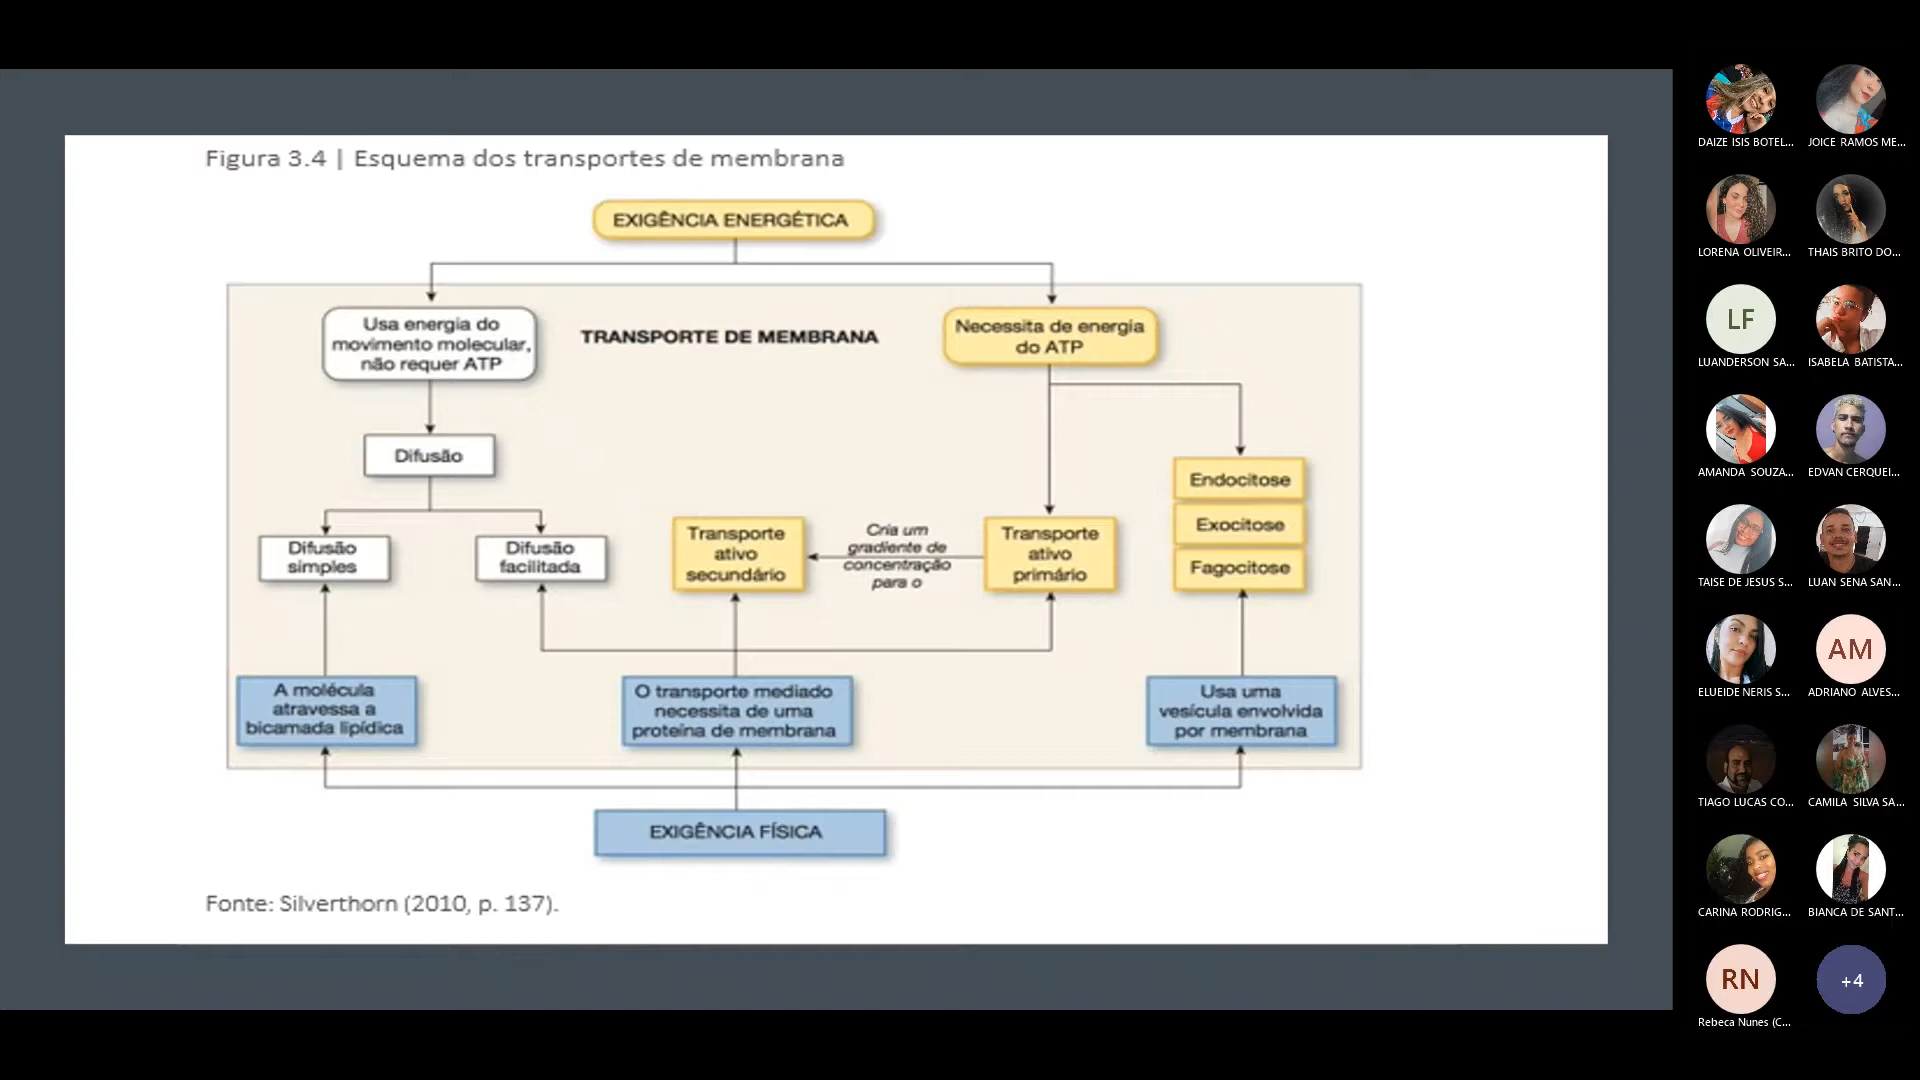 Figura 3.4 | Esquema dos transportes de membrana
EXIGÊNCIA ENERGÉTICA
Usa energia do
movimento molecular,
não requer ATP
TRANSPORTE DE MEMBRANA
Necessita de energia
do ATP
Difusão
Difusão
simples
Difusão
facilitada
Transporte
ativo
secundário
Cria um
gradiente de
concentração
para o
Transporte
ativo
primário
Endocitose
Exocitose
Fagocitose
A molécula
atravessa a
bicamada lipídica
O transporte mediado
necessita de uma
proteína de membrana
Usa uma
vesícula envolvida
por membrana
EXIGÊNCIA FÍSICA
Fonte: Silverthorn (2010, p. 137).
DAIZE ISIS BOTEL...
JOICE RAMOS ME...
LORENA OLIVEIR...
THAIS BRITO DO...
LF
LUANDERSON SA...
ISABELA BATISTA...
AMANDA SOUZA...
EDVAN CERQUEI...
TAISE DE JESUS S...
LUAN SENA SAN...
ELUEIDE NERIS S...
AM
ADRIANO ALVES...
TIAGO LUCAS CO...
CAMILA SILVA SA...
CARINA RODRIG...
BIANCA DE SANT...
RN
Rebeca Nunes (C...
+4